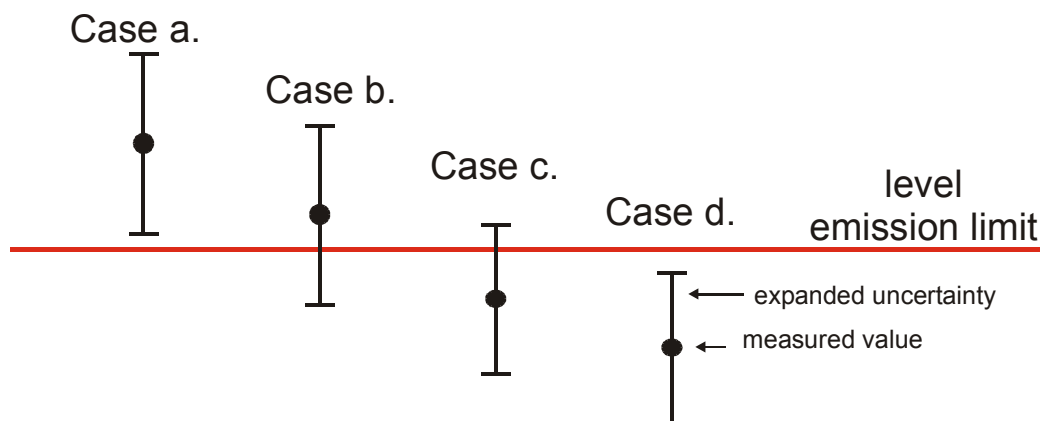 Case a.
Case b.
Case c.
Case d.
level
emission limit
expanded uncertainty
measured value